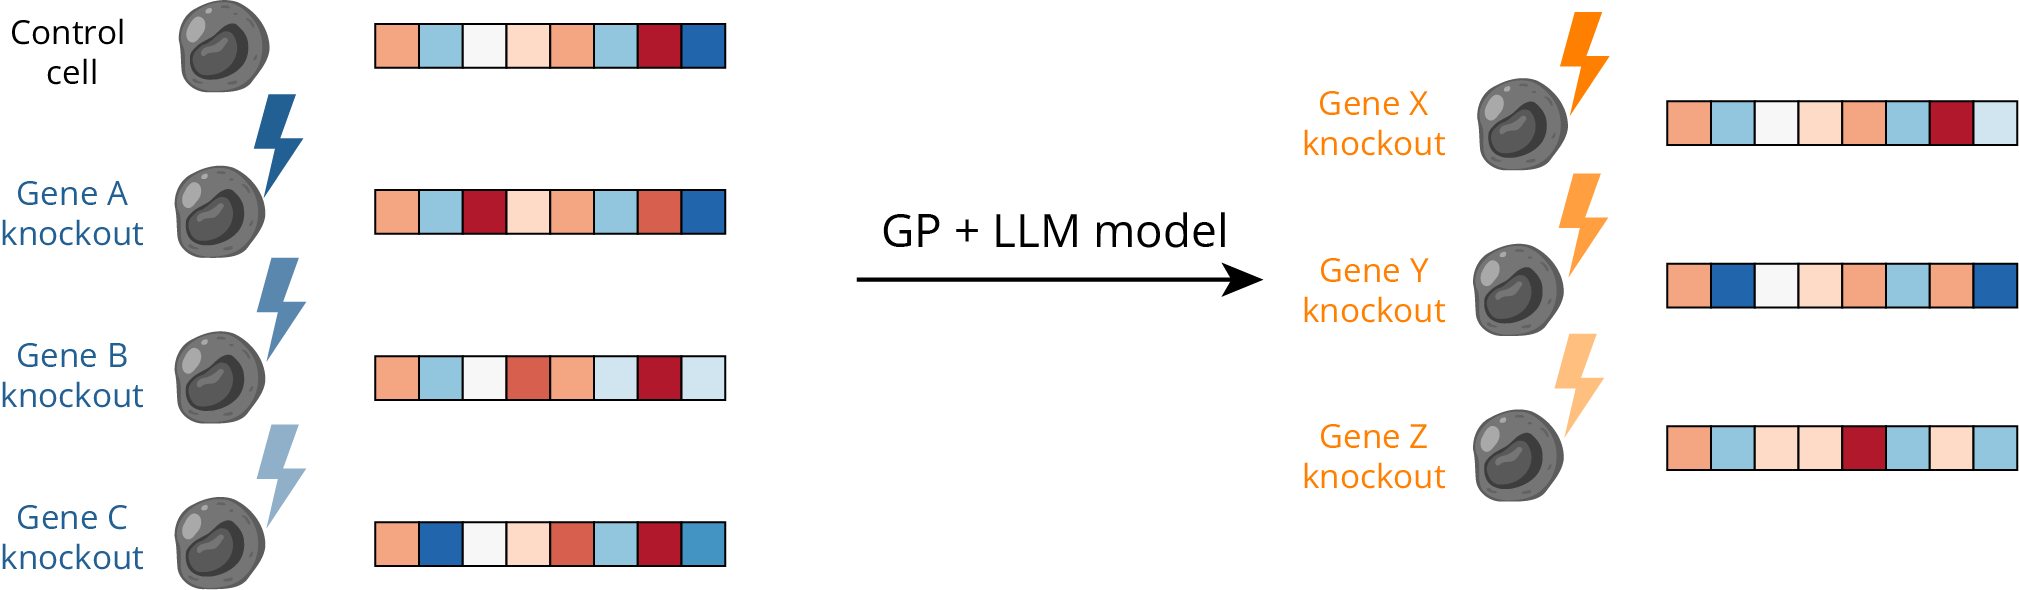 Control
cell
Gene A
knockout
Gene B
knockout
Gene C
knockout
GP + LLM model
Gene X
knockout
Gene Y
knockout
Gene Z
knockout